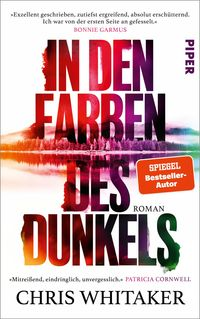 »Exzellent geschrieben, zutiefst ergreifend, absolut erschütternd.
Ich war von der ersten Seite an gefesselt.«
BONNIE GARMUS
PIPER
IN DEN
FARBEN
DES
DUNKELS
ROMAN
SPIEGEL
Bestseller-
Autor
»Mitreißend, eindringlich, unvergesslich.« PATRICIA CORNWELL
CHRIS WHITAKER